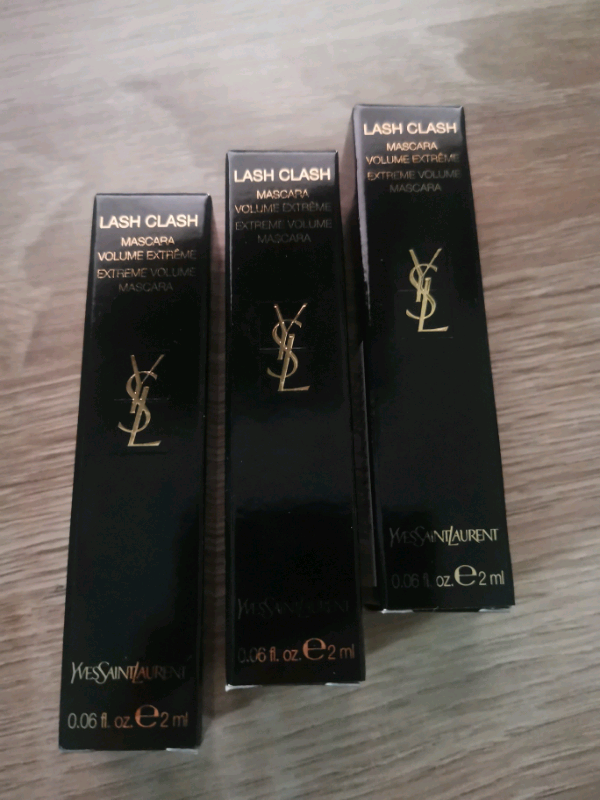 LASH CLASH
MASCARA
VOLUME EXTRÊME
EXTREME VOLUME
MASCARA
YSL
YVESSAINTLAURENT
0.06 fl. oz. e 2 ml
LASH CLASH
MASCARA
VOLUME EXTRÊME
EXTREME VOLUME
MASCARA
YSL
YVESSAINTLAURENT
0.06 fl. oz. e 2 ml
LASH CLASH
MASCARA
VOLUME EXTRÊME
EXTREME VOLUME
MASCARA
YSL
YVESSAINTLAURENT
0.06 fl. oz. e 2 ml